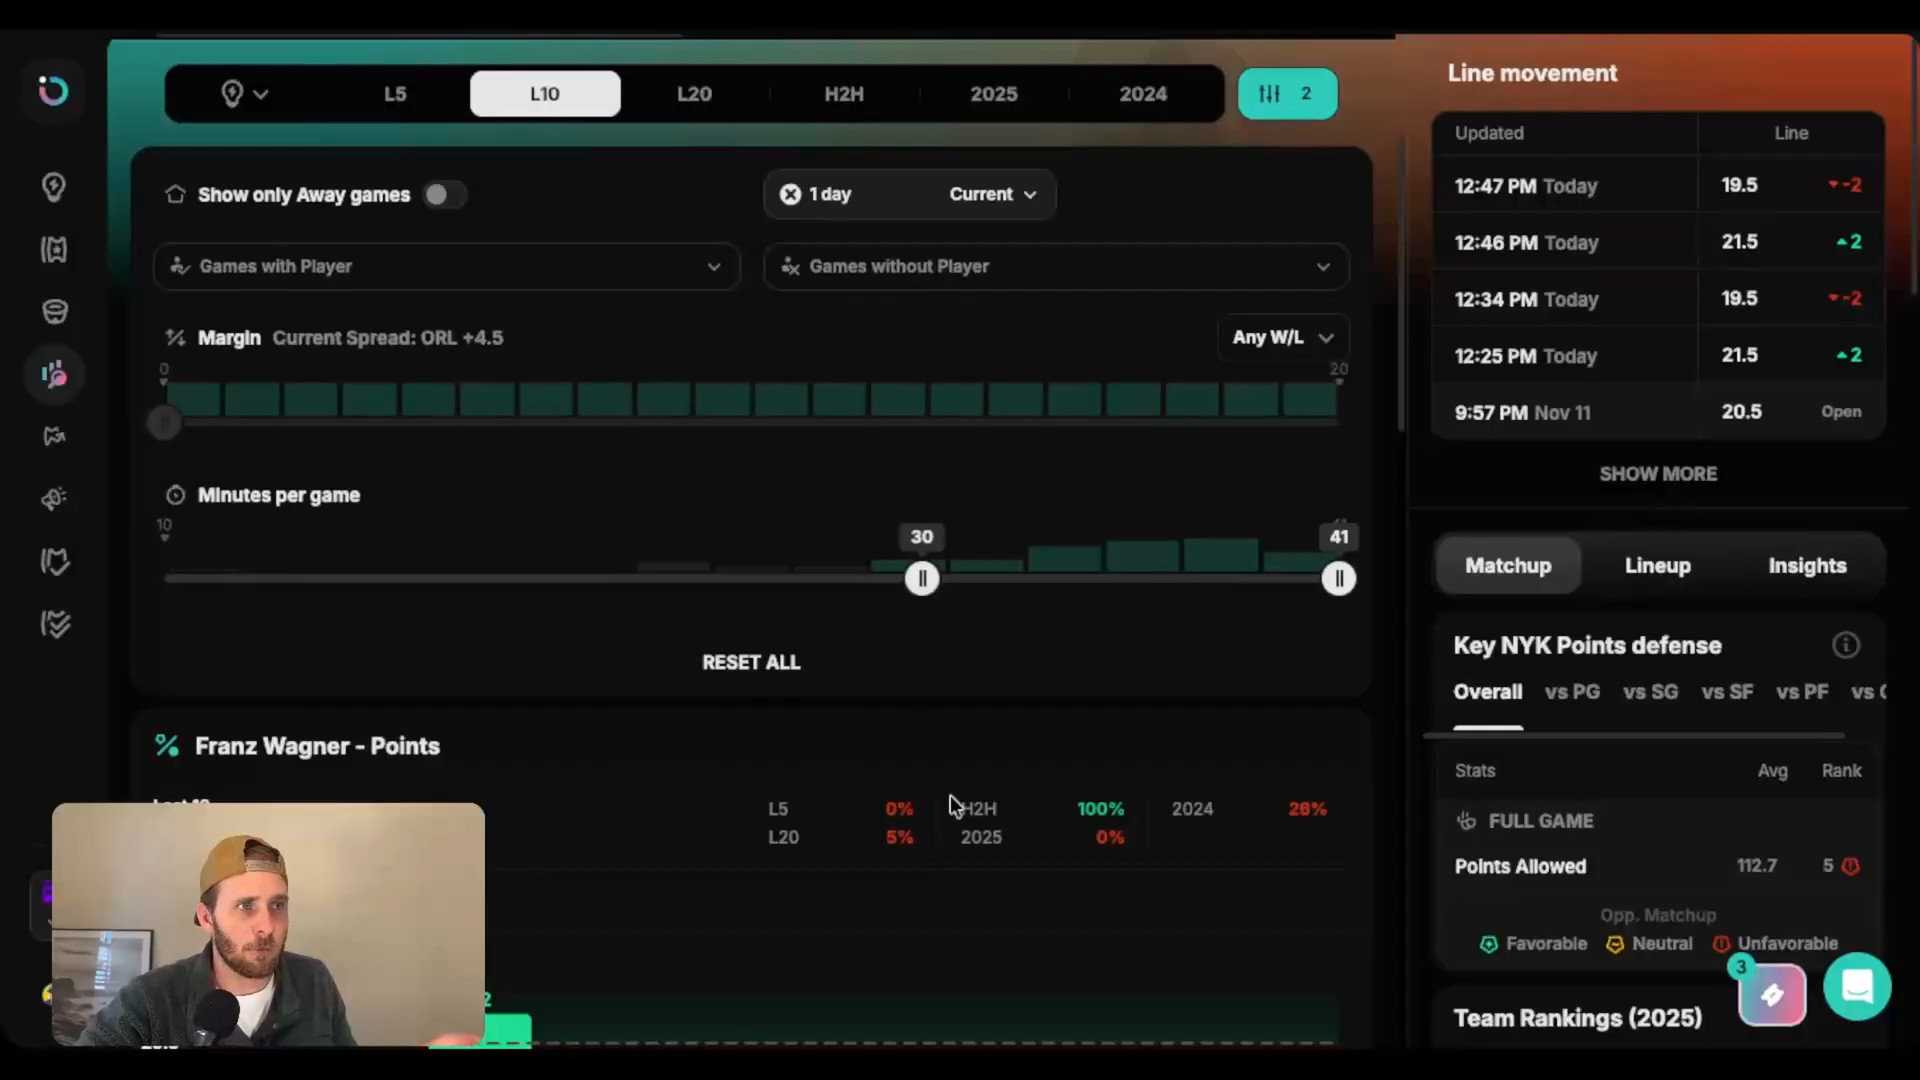 L5
L10
L20
H2H
2025
2024
2
Show only Away games
1 day
Current
Games with Player
Games without Player
Margin
Current Spread: ORL +4.5
Any W/L
0
20
Minutes per game
10
30
41
RESET ALL
Franz Wagner - Points
L5 0%
H2H 100%
2024 26%
L20 5%
2025 0%
Line movement
Updated Line
12:47 PM Today 19.5 -2
12:46 PM Today 21.5 2
12:34 PM Today 19.5 -2
12:25 PM Today 21.5 2
9:57 PM Nov 11 20.5 Open
SHOW MORE
Matchup
Lineup
Insights
Key NYK Points defense
Overall
vs PG
vs SG
vs SF
vs PF
vs
Stats Avg Rank
FULL GAME
Points Allowed 112.7 5
Opp. Matchup
Favorable
Neutral
Unfavorable
3
Team Rankings (2025)